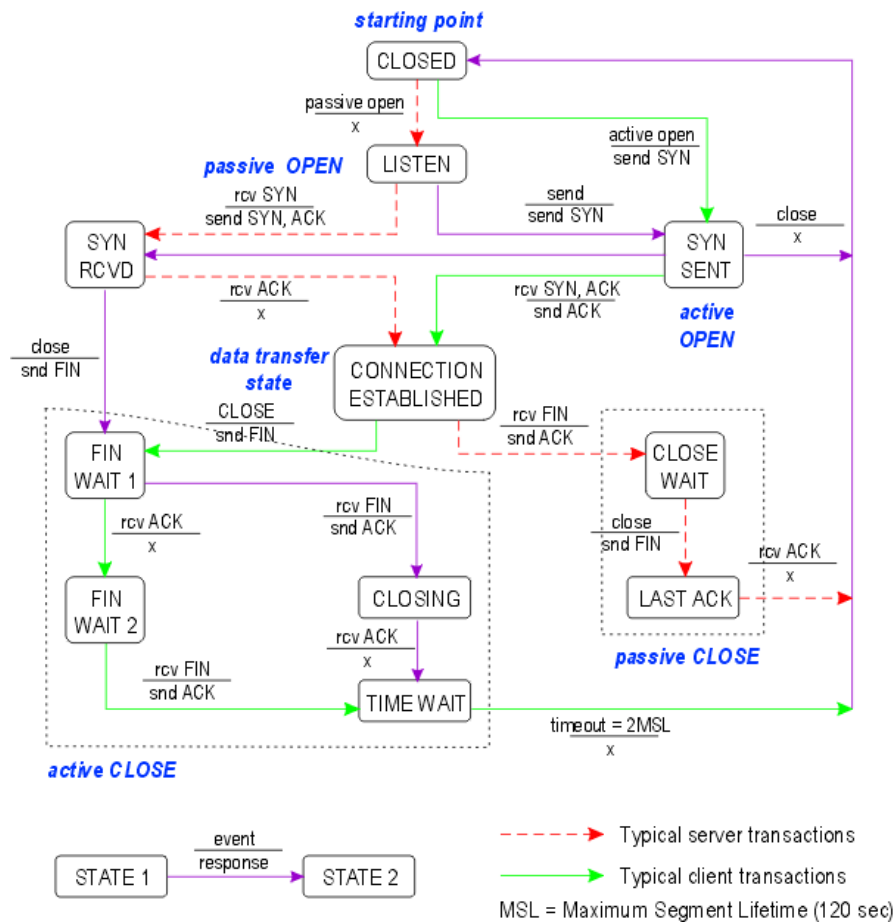 starting point
CLOSED
passive open
x
active open
send SYN
passive OPEN
LISTEN
rcv SYN
send SYN, ACK
send
send SYN
close
x
SYN
RCVD
SYN
SENT
rcv ACK
x
rcv SYN, ACK
snd ACK
active
OPEN
close
snd FIN
data transfer
state
CONNECTION
ESTABLISHED
CLOSE
snd-FIN
rcv FIN
snd ACK
FIN
WAIT 1
CLOSE
WAIT
rcv FIN
snd ACK
rcv ACK
x
close
snd FIN
rcv ACK
x
FIN
WAIT 2
CLOSING
LAST ACK
rcv ACK
x
passive CLOSE
rcv FIN
snd ACK
TIME WAIT
timeout = 2MSL
x
active CLOSE
event
response
STATE 1
STATE 2
Typical server transactions
Typical client transactions
MSL = Maximum Segment Lifetime (120 sec)